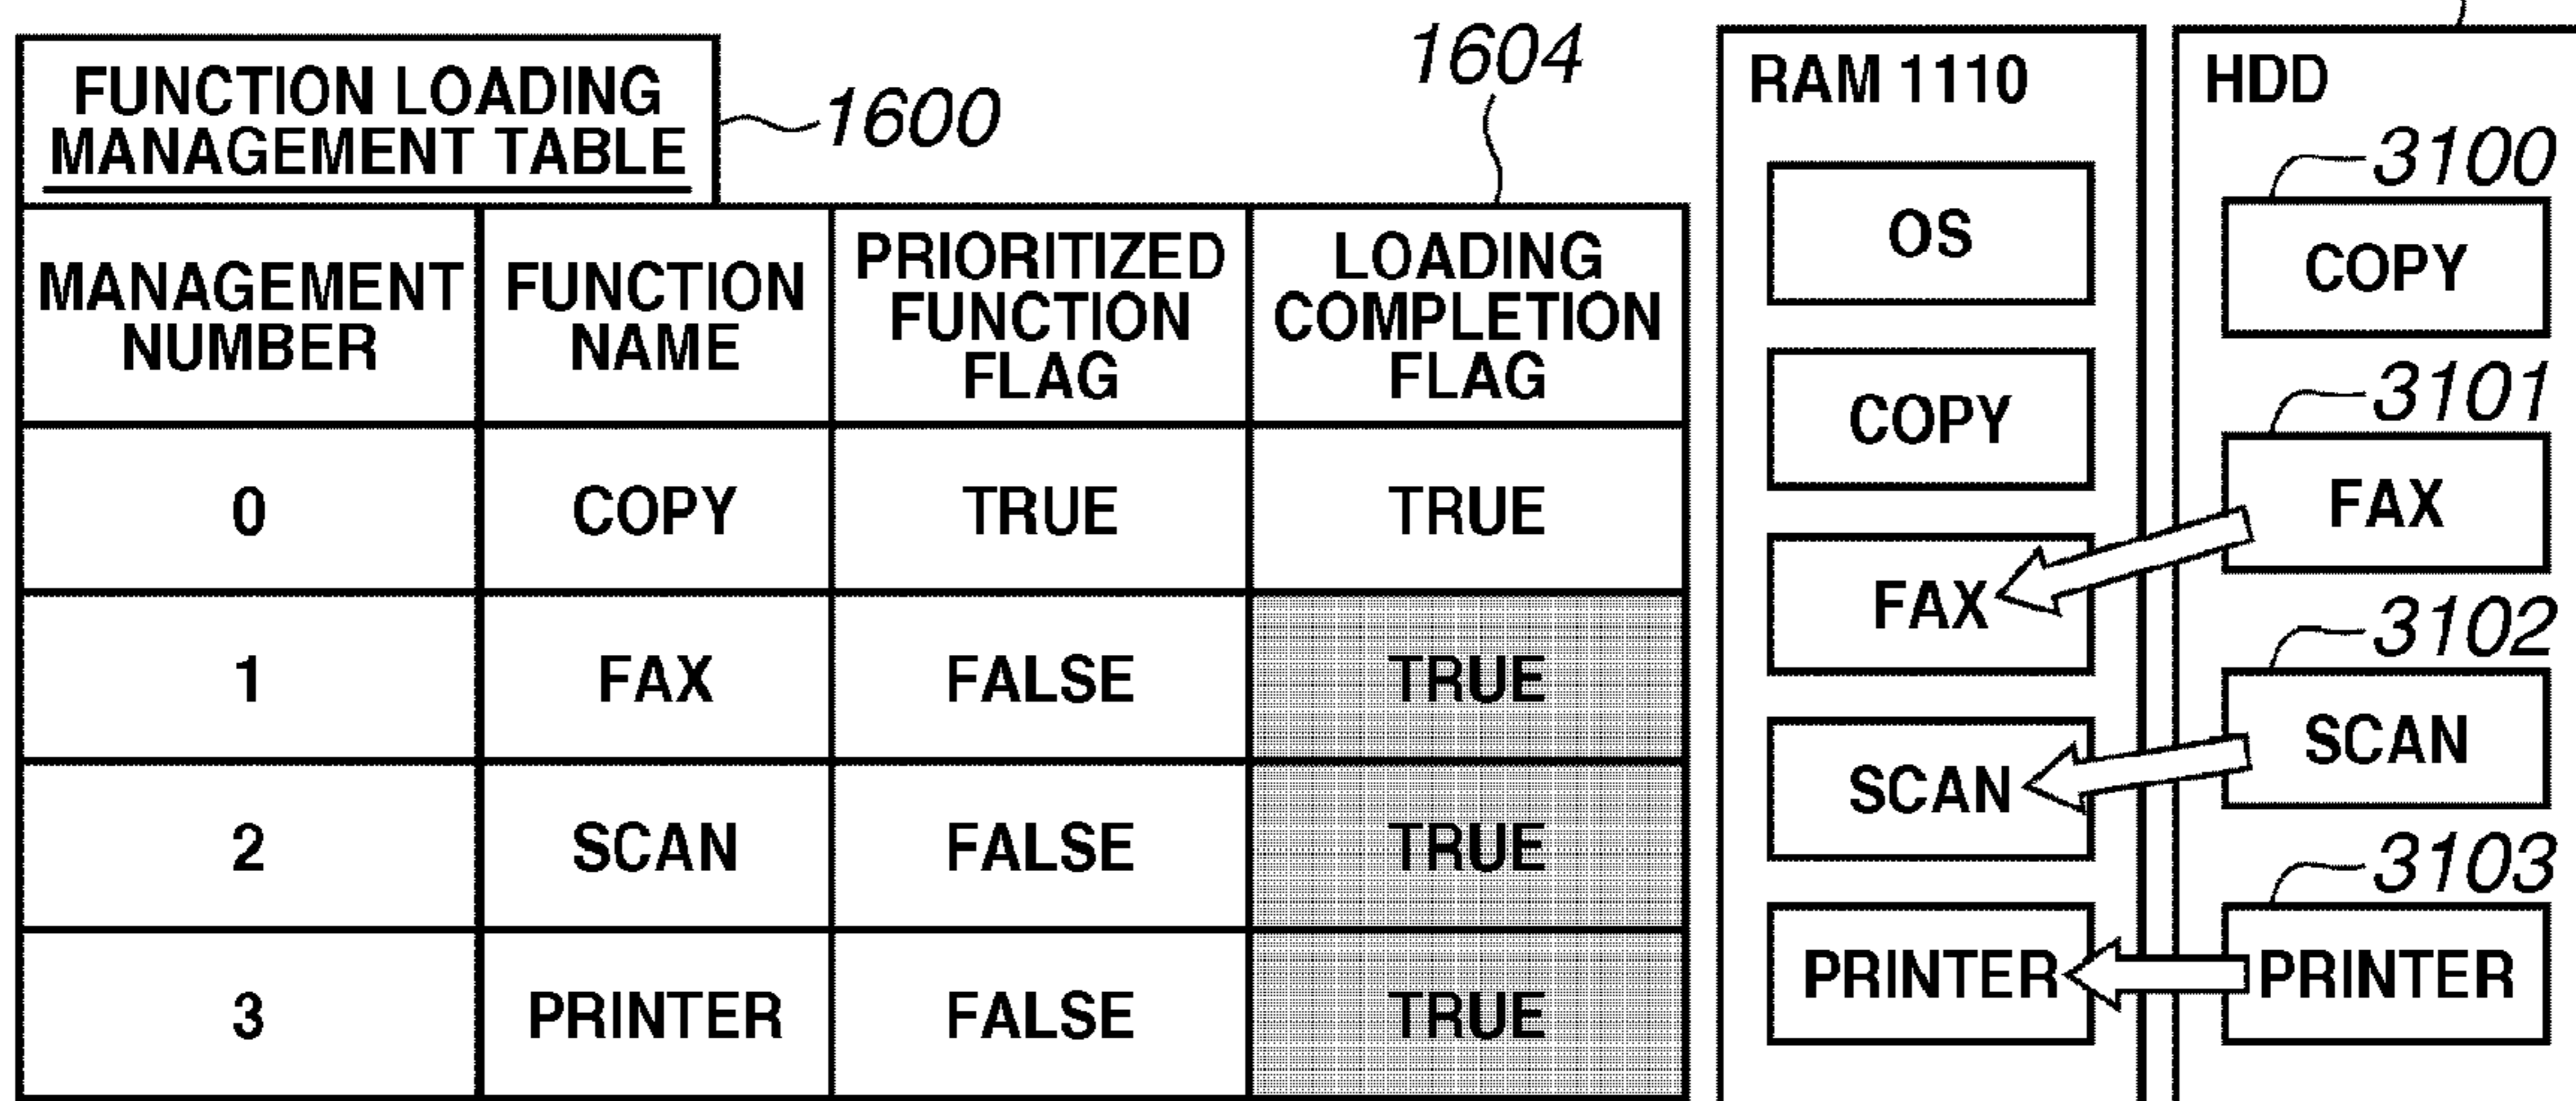 FUNCTION LOADING
MANAGEMENT TABLE
1600
1604
MANAGEMENT
NUMBER
FUNCTION
NAME
PRIORITIZED
FUNCTION
FLAG
LOADING
COMPLETION
FLAG
0
COPY
TRUE
TRUE
1
FAX
FALSE
TRUE
2
SCAN
FALSE
TRUE
3
PRINTER
FALSE
TRUE
RAM 1110
OS
COPY
FAX
SCAN
PRINTER
HDD
3100
COPY
3101
FAX
3102
SCAN
3103
PRINTER